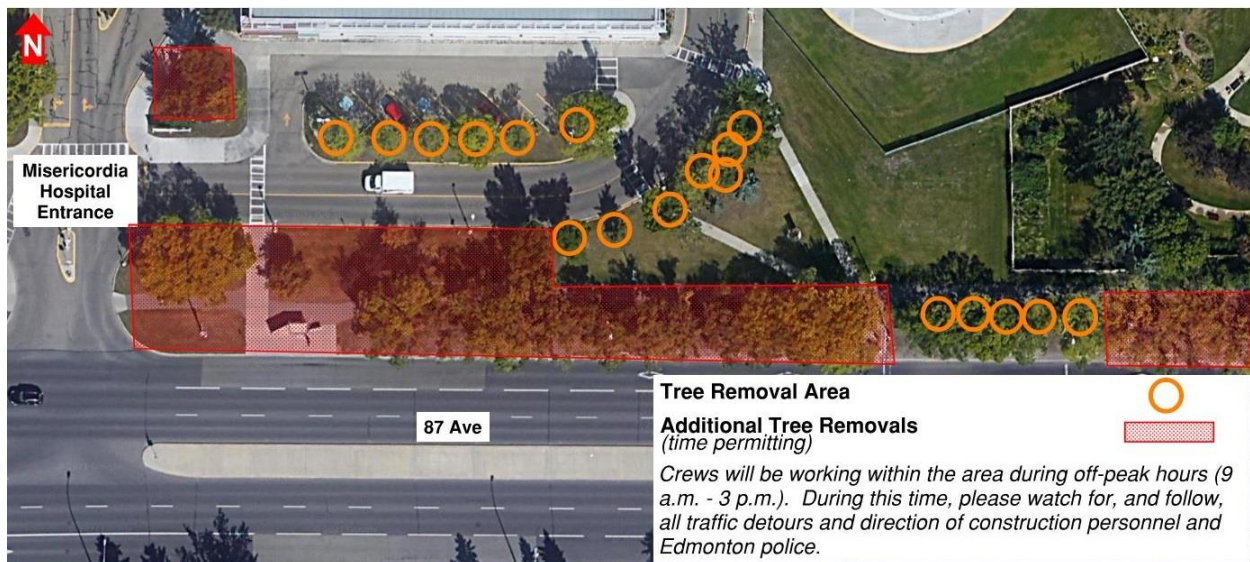 N
Misericordia
Hospital
Entrance
87 Ave
Tree Removal Area
Additional Tree Removals
(time permitting)
Crews will be working within the area during off-peak hours (9
a.m. - 3 p.m.).  During this time, please watch for, and follow,
all traffic detours and direction of construction personnel and
Edmonton police.